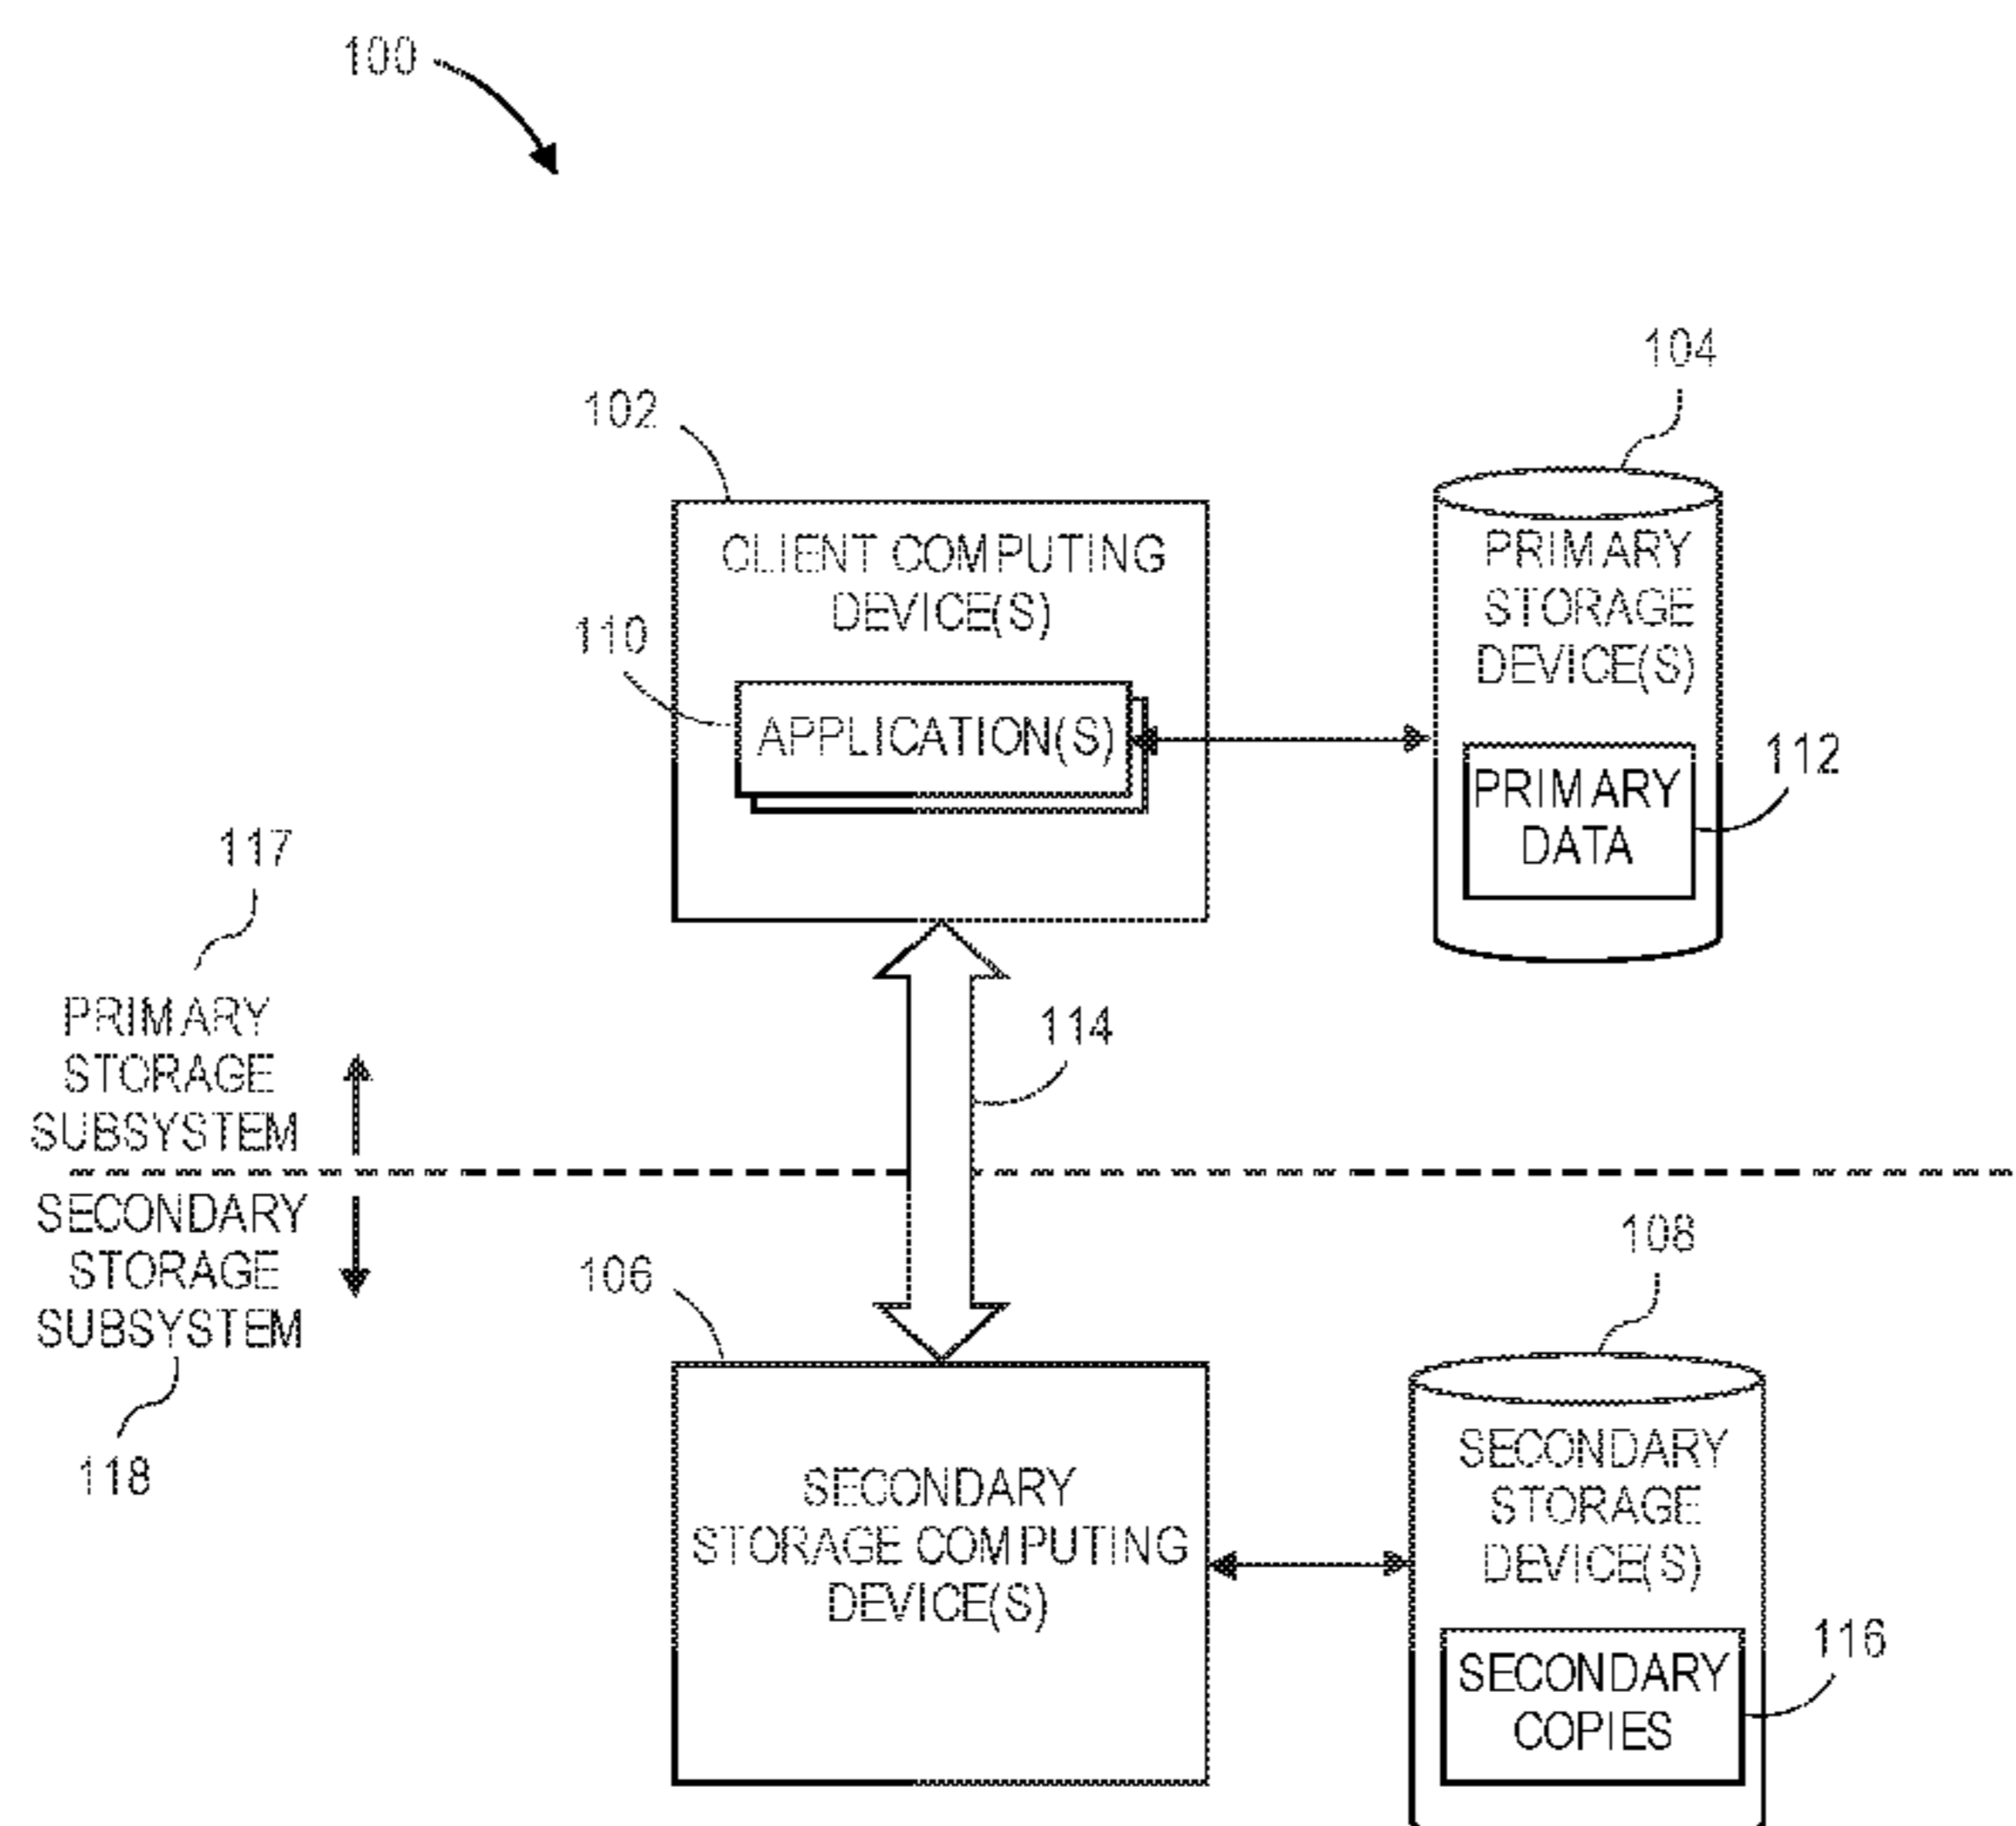 100
104
102
CLIENT COMPUTING
DEVICE(S)
PRIMARY
STORAGE
DEVICE(S)
110
APPLICATION(S)
112
PRIMARY
DATA
117
PRIMARY
STORAGE
SUBSYSTEM
114
SECONDARY
STORAGE
SUBSYSTEM
118
106
108
SECONDARY
STORAGE COMPUTING
DEVICE(S)
SECONDARY
STORAGE
DEVICE(S)
116
SECONDARY
COPIES